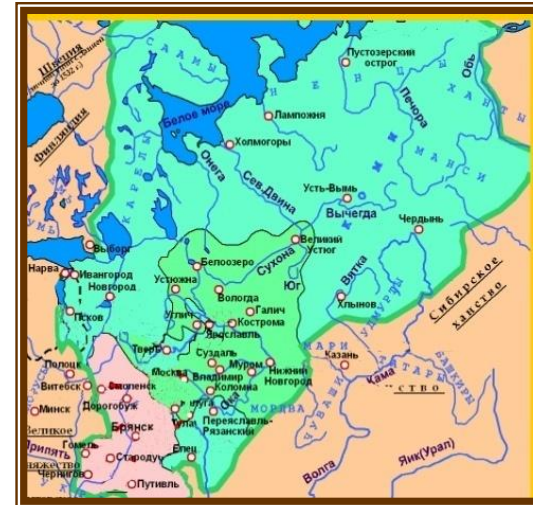 Швеция
Финляндия
СААМИ
Белое море
КАРЕЛЫ
Пустозерский
острог
НЕНЦЫ
Обь
ХАНТЫ
Печора
Лампожня
Холмогоры
МАНСИ
КОМИ
Онега
Сев.Двина
Усть-Вымь
Вычегда
Чердынь
Выборг
Великий
Устюг
Нарва
Ивангород
Новгород
Псков
Белоозеро
Сухона
Юг
Устюжна
Вологда
Вятка
Хлынов
Сибирское
ханство
Галич
Углич
Ярославль
Кострома
УДМУРТЫ
МАРИ
Тверь
Суздаль
Муром
Нижний
Новгород
Казань
ТАТАРЫ
БАШКИРЫ
ЧУВАШИ
Кама
ство
Москва
Владимир
Коломна
Ока
МОРДВА
Полоцк
Витебск
Смоленск
Дорогобуж
Минск
Великое
Тула
Переяславль-
Рязанский
Брянск
Припять
Гомель
Стародуб
Елец
Чернигов
Путивль
Волга
Яик(Урал)